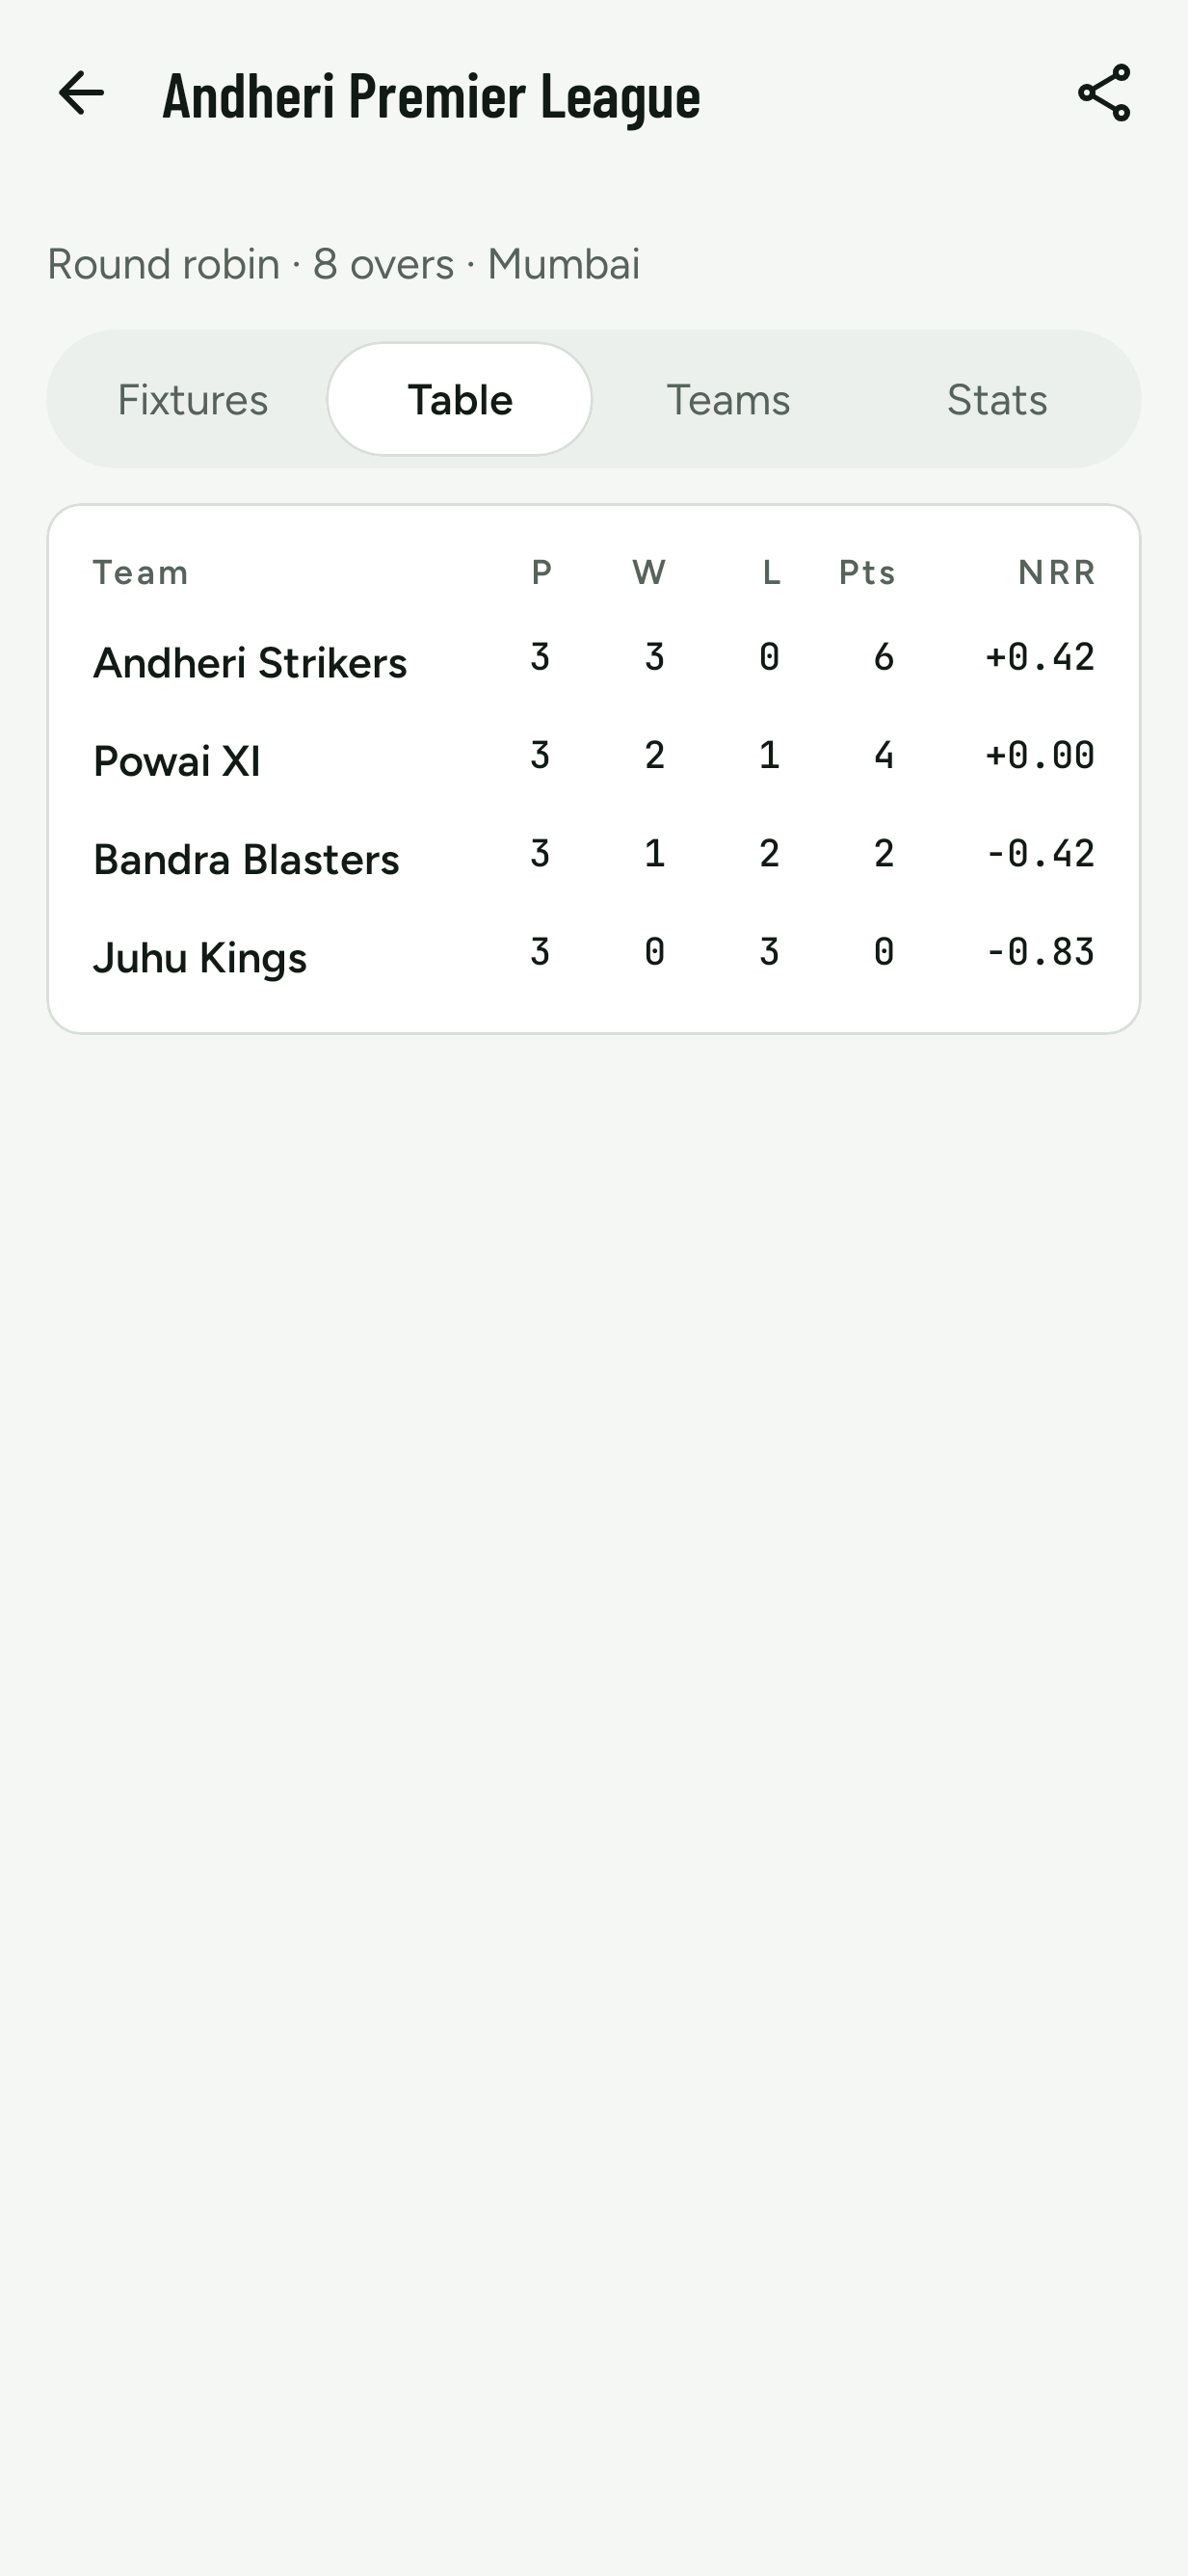 Andheri Premier League
Round robin · 8 overs · Mumbai
Fixtures Table Teams Stats
Team P W L Pts NRR
Andheri Strikers 3 3 0 6 +0.42
Powai XI 3 2 1 4 +0.00
Bandra Blasters 3 1 2 2 -0.42
Juhu Kings 3 0 3 0 -0.83